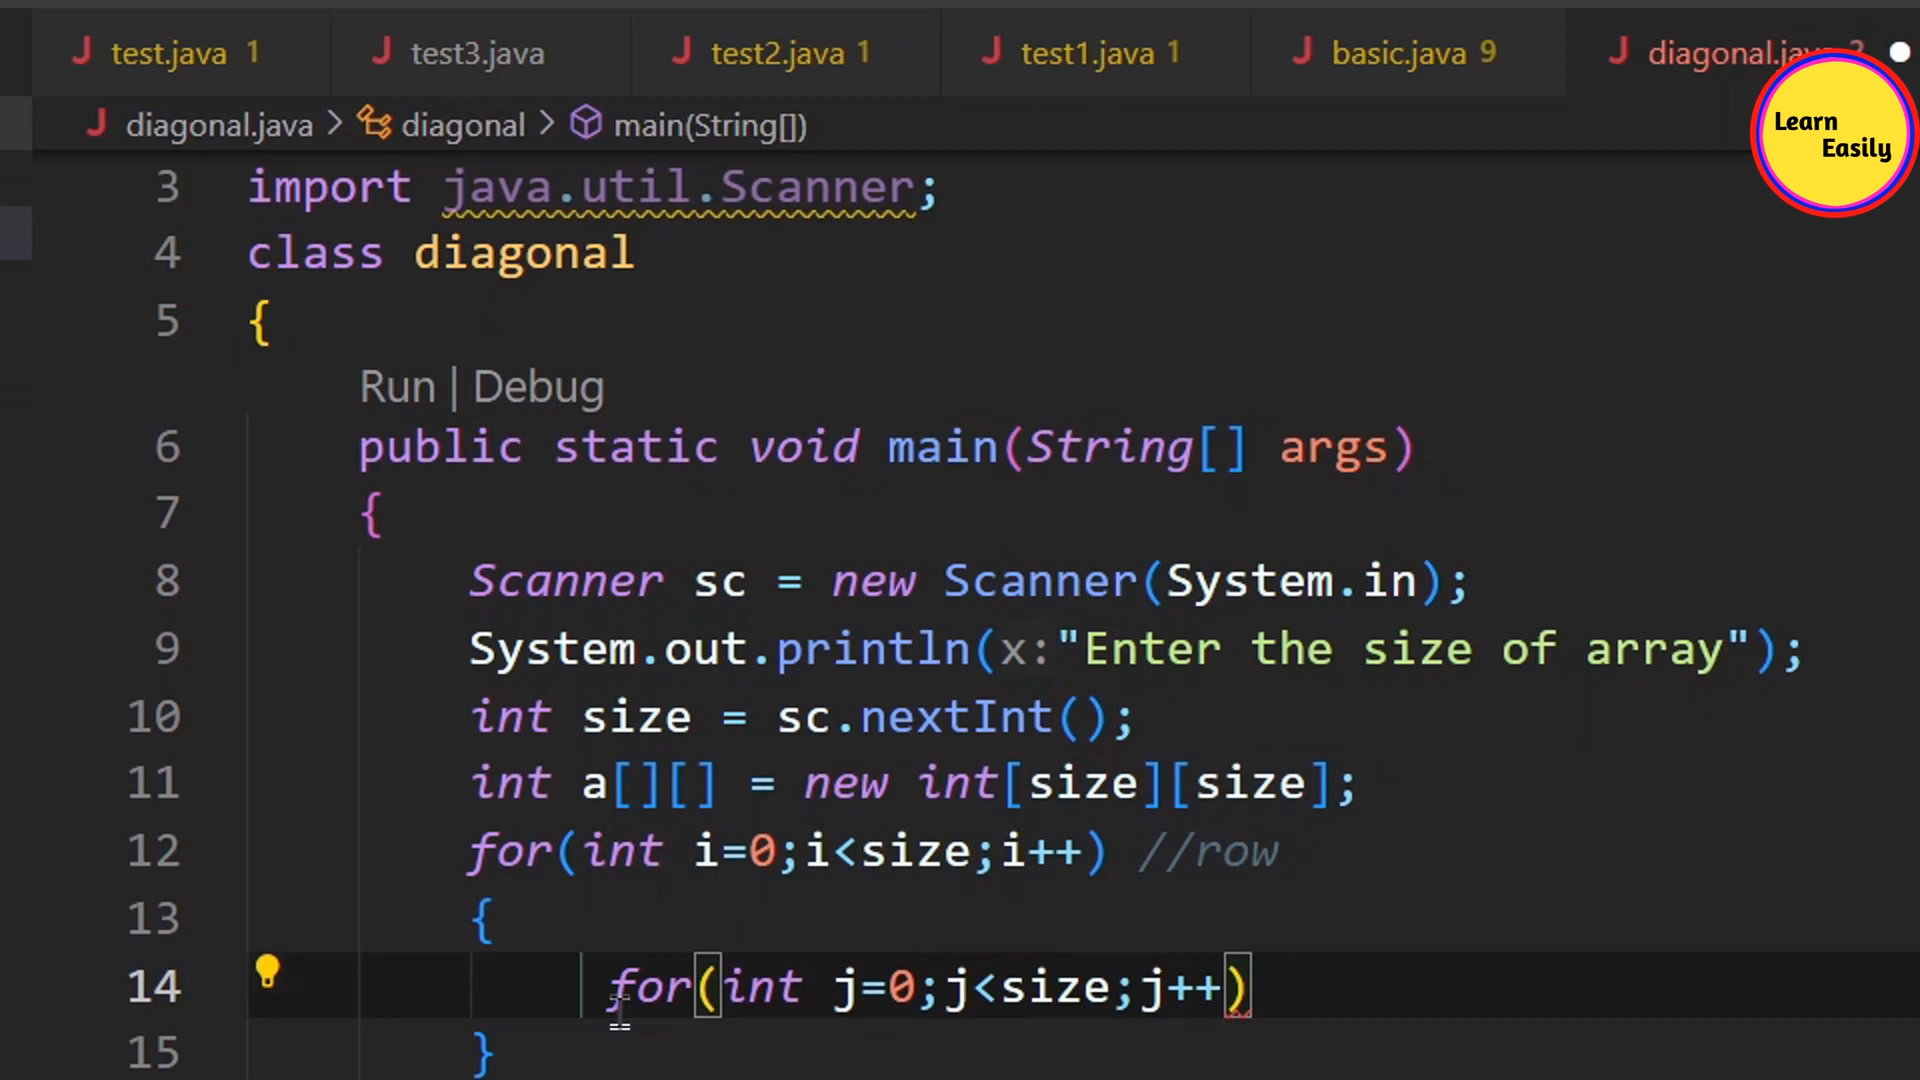 test.java 1 test3.java test2.java 1 test1.java 1 basic.java 9 diagonal.java 2
diagonal.java > diagonal > main(String[])
Learn
Easily
3 import java.util.Scanner;
4 class diagonal
5 {
Run | Debug
6 public static void main(String[] args)
7 {
8 Scanner sc = new Scanner(System.in);
9 System.out.println(x:"Enter the size of array");
10 int size = sc.nextInt();
11 int a[][] = new int[size][size];
12 for(int i=0;i<size;i++) //row
13 {
14 for(int j=0;j<size;j++)
15 }